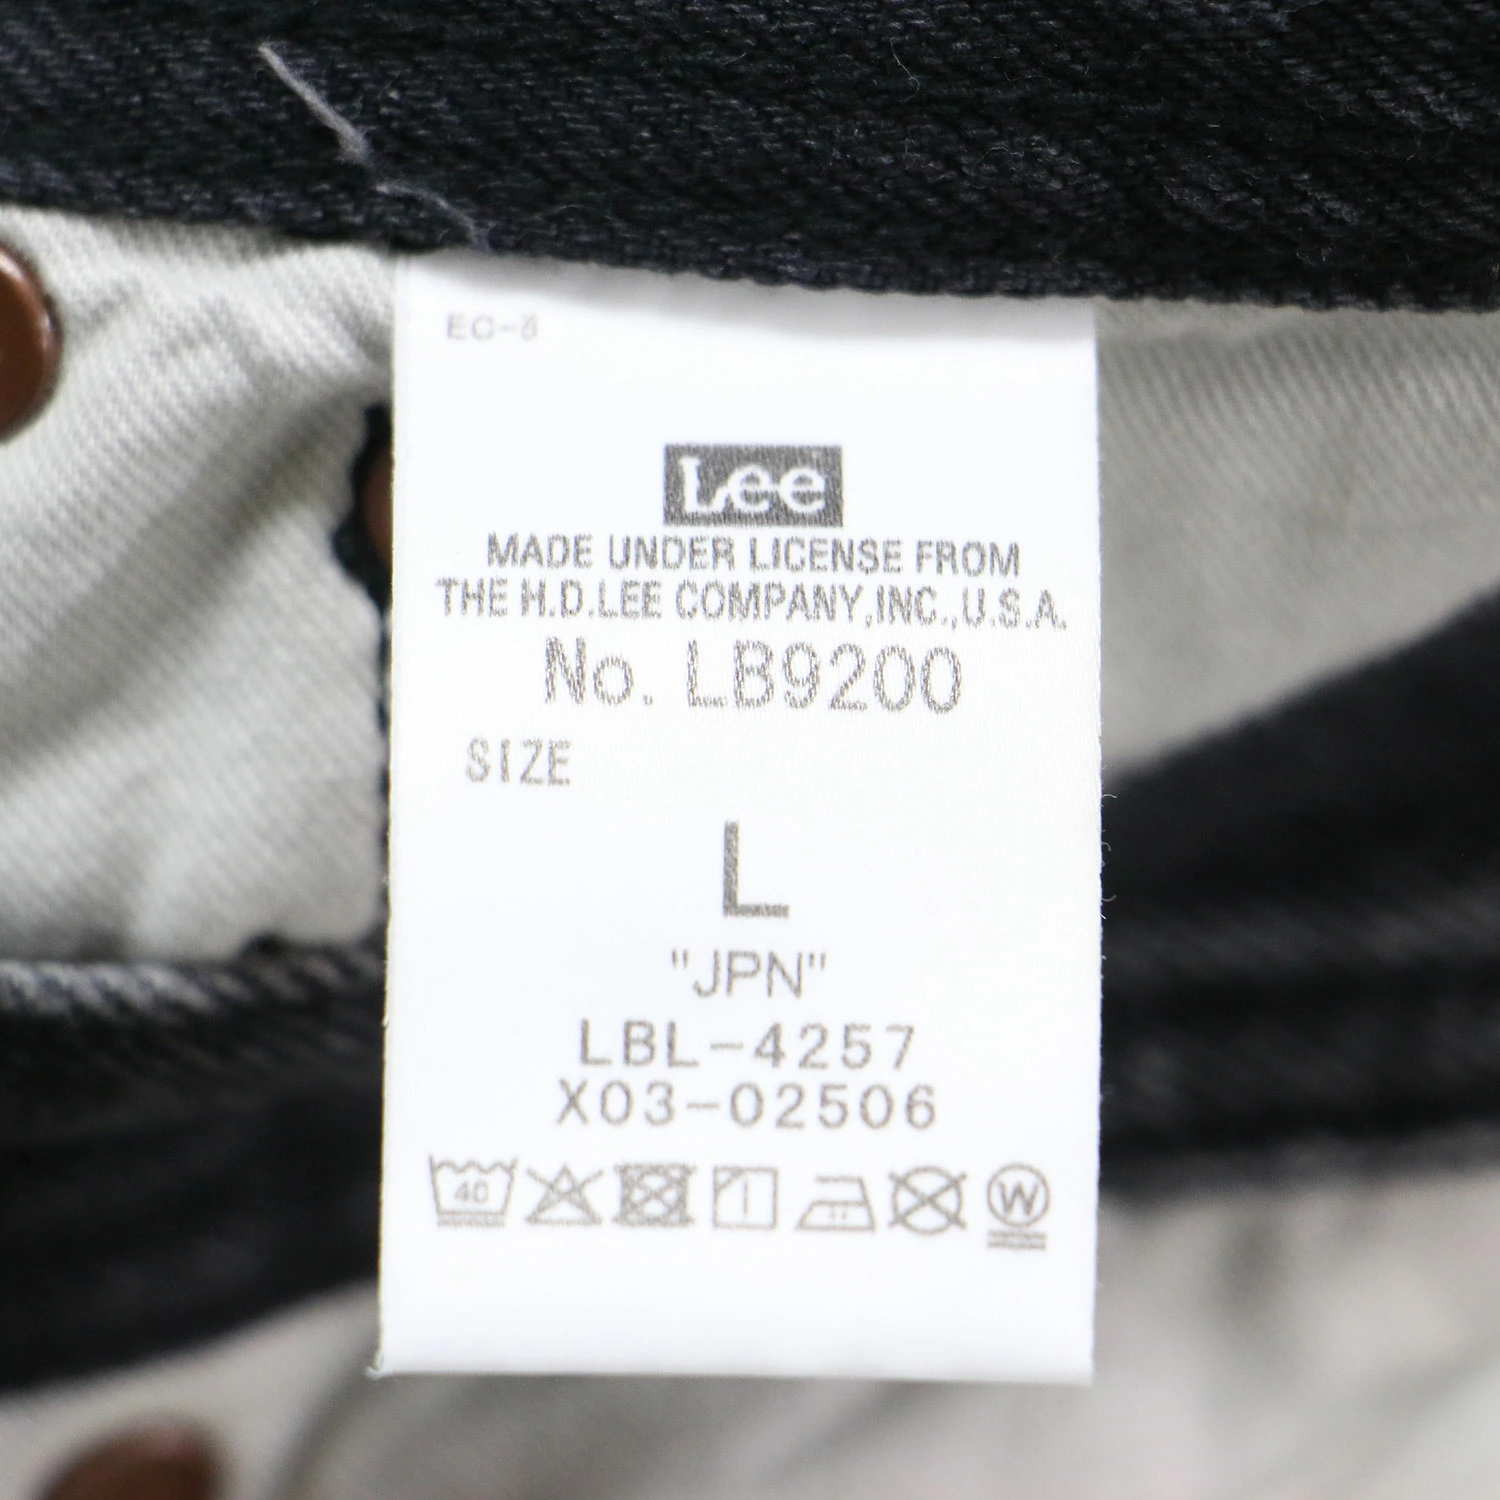 EC-8
Lee
MADE UNDER LICENSE FROM
THE H.D.LEE COMPANY,INC.,U.S.A.
No. LB9200
SIZE
L
"JPN"
LBL-4257
X03-02506
40
W